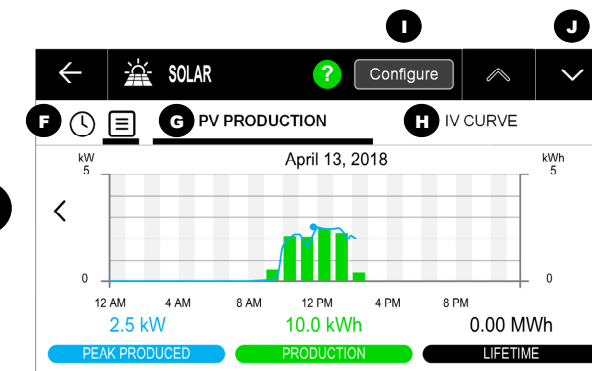 I J
SOLAR ? Configure
F G PV PRODUCTION H IV CURVE
kW April 13, 2018 kWh
5 5
0 0
12 AM 4 AM 8 AM 12 PM 4 PM 8 PM
2.5 kW 10.0 kWh 0.00 MWh
PEAK PRODUCED PRODUCTION LIFETIME